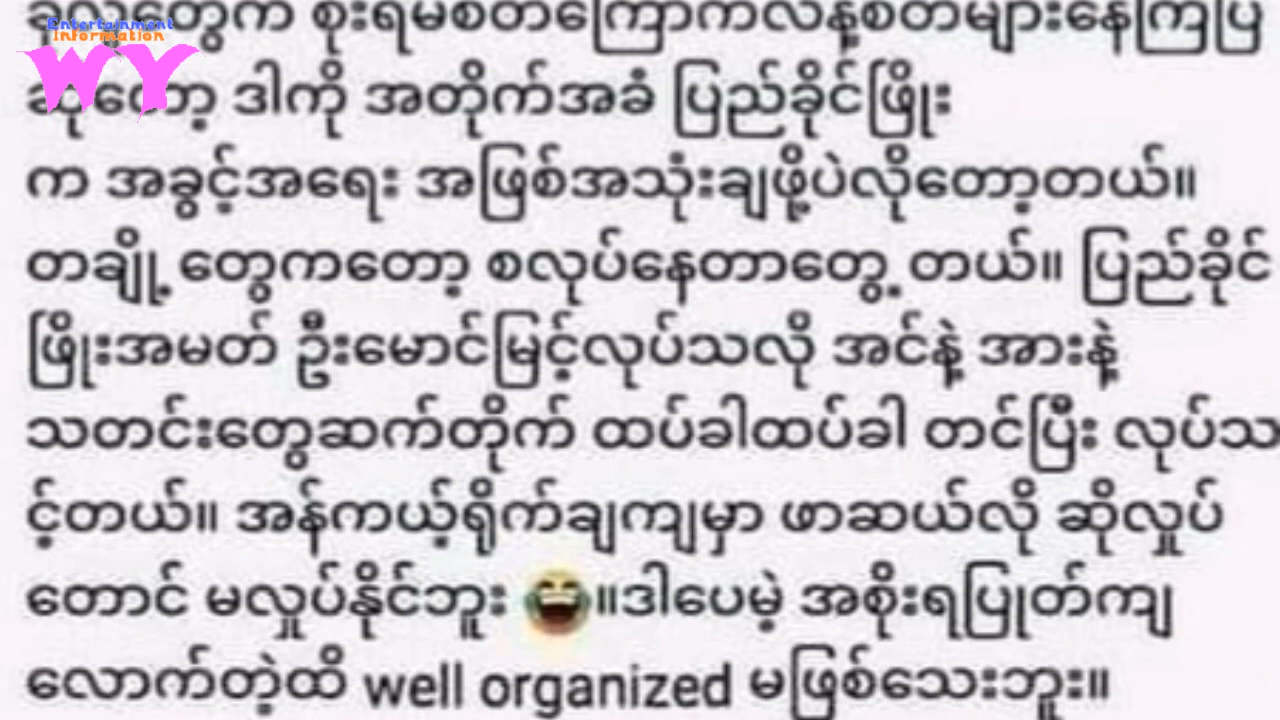 Entertainment
Information
WY
စိုးရိမ်စိတ်ကြောက်လန့်စိတ်များနေကြပြီ
ဆိုတော့ ဒါကို အတိုက်အခံ ပြည်ခိုင်ဖြိုး
က အခွင့်အရေး အဖြစ်အသုံးချဖို့ပဲလိုတော့တယ်။
တချို့တွေကတော့ စလုပ်နေတာတွေ့တယ်။ ပြည်ခိုင်
ဖြိုးအမတ် ဦးမောင်မြင့်လုပ်သလို အင်နဲ့ အားနဲ့
သတင်းတွေဆက်တိုက် ထပ်ခါထပ်ခါ တင်ပြီး လုပ်သ
င့်တယ်။ အန်ကယ့်ရိုက်ချကျမှာ ဖာဆယ်လို ဆိုလှုပ်
တောင် မလှုပ်နိုင်ဘူး 😂။ဒါပေမဲ့ အစိုးရပြုတ်ကျ
လောက်တဲ့ထိ well organized မဖြစ်သေးဘူး။